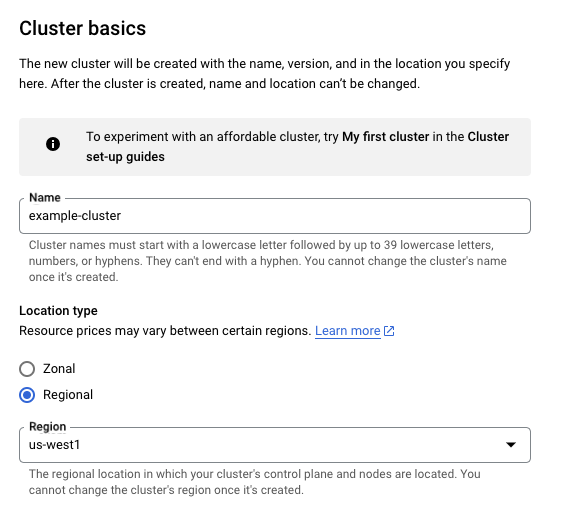 Cluster basics
The new cluster will be created with the name, version, and in the location you specify
here. After the cluster is created, name and location can't be changed.
To experiment with an affordable cluster, try My first cluster in the Cluster
set-up guides
Name
example-cluster
Cluster names must start with a lowercase letter followed by up to 39 lowercase letters,
numbers, or hyphens. They can't end with a hyphen. You cannot change the cluster's name
once it's created.
Location type
Resource prices may vary between certain regions. Learn more
Zonal
Regional
Region
us-west1
The regional location in which your cluster's control plane and nodes are located. You
cannot change the cluster's region once it's created.